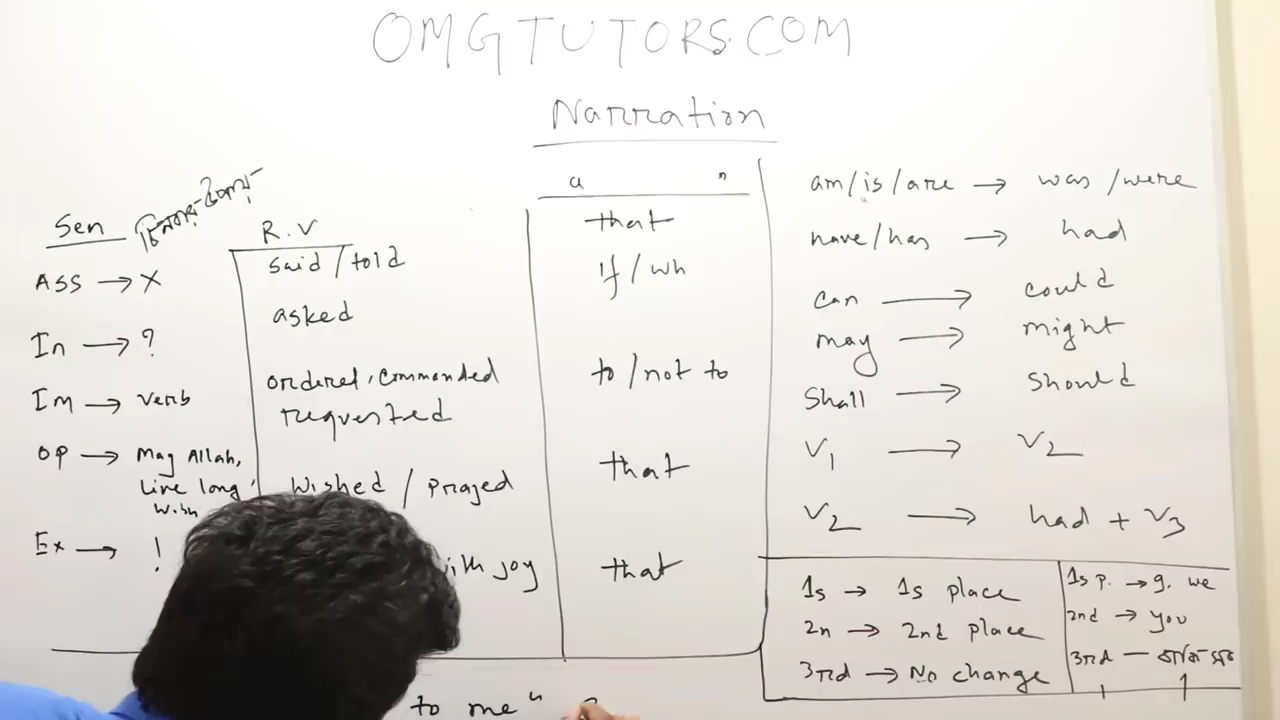 OMGTUTORS.COM
Narration
Sen
R.V
ASS → X
said/told
that
In → ?
asked
if/wh
Im → verb
ordered, commanded
requested
to/not to
OP → May Allah,
Live long,
Wish
Wished / Prayed
that
Ex → !
with joy
that
am/is/are → was/were
have/has → had
can → could
may → might
Shall → Should
V1 → V2
V2 → had + V3
1s → 1s place
2n → 2nd place
3rd → No change
1s p. → I. we
2nd → you
3rd —
to me"